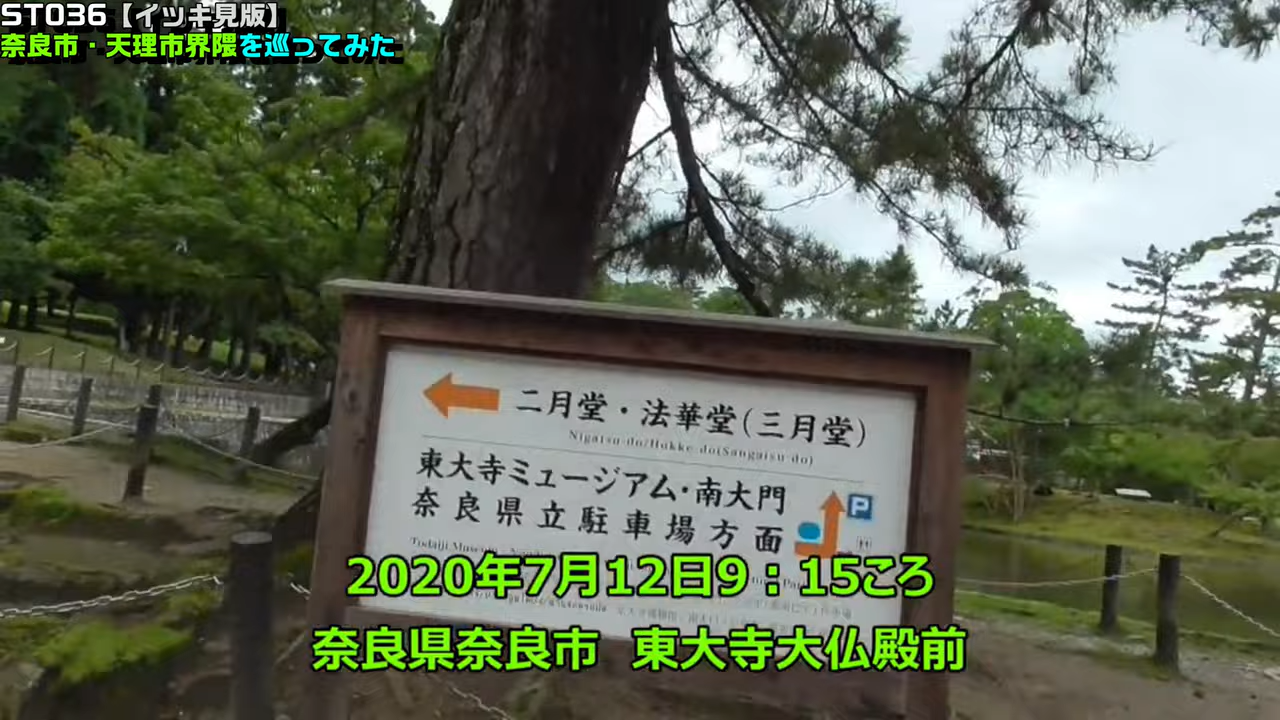 ST036【イッキ見版】
奈良市・天理市界隈を巡ってみた
二月堂・法華堂(三月堂)
Nigatsu-do/Hokke-do(Sangatsu-do)
東大寺ミュージアム・南大門
P
奈良県立駐車場方面
Todaiji Museum
2020年7月12日9：15ころ
奈良県奈良市 東大寺大仏殿前